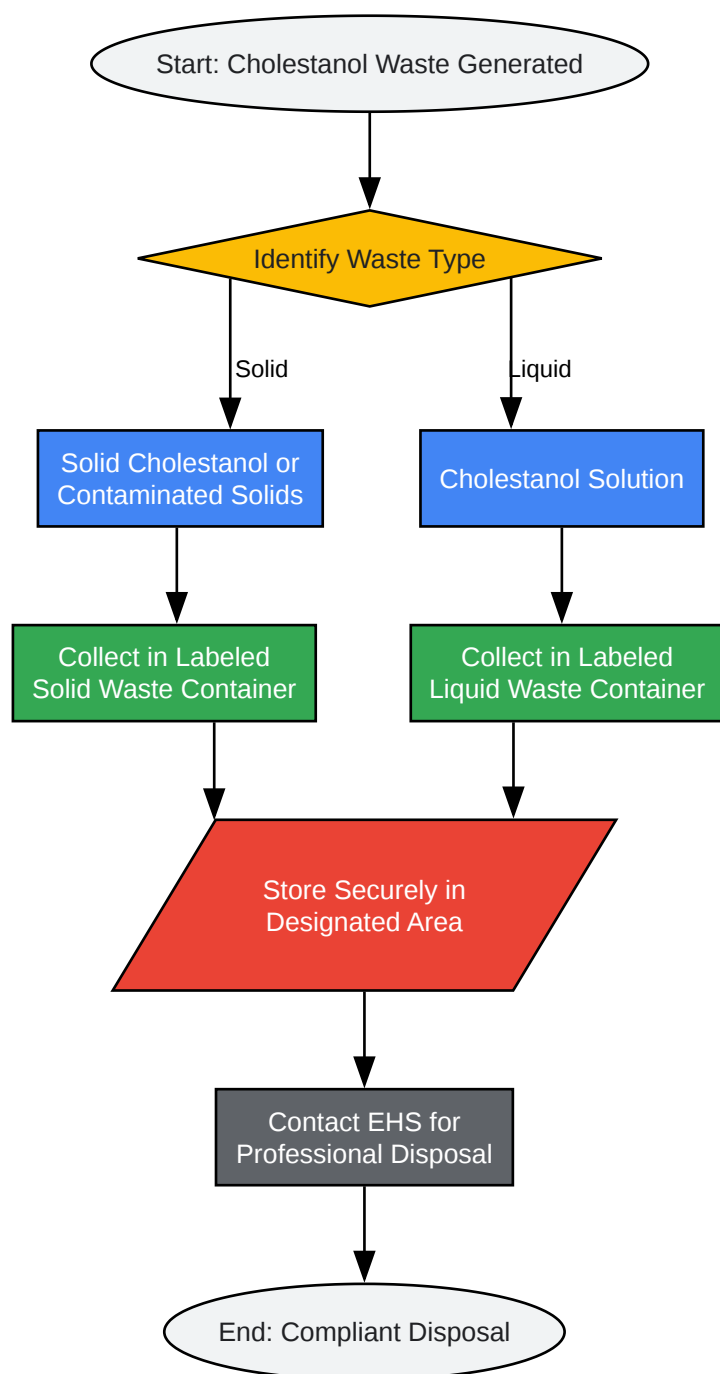 Start: Cholestanol Waste Generated
Identify Waste Type
Solid
Liquid
Solid Cholestanol or
Contaminated Solids
Cholestanol Solution
Collect in Labeled
Solid Waste Container
Collect in Labeled
Liquid Waste Container
Store Securely in
Designated Area
Contact EHS for
Professional Disposal
End: Compliant Disposal